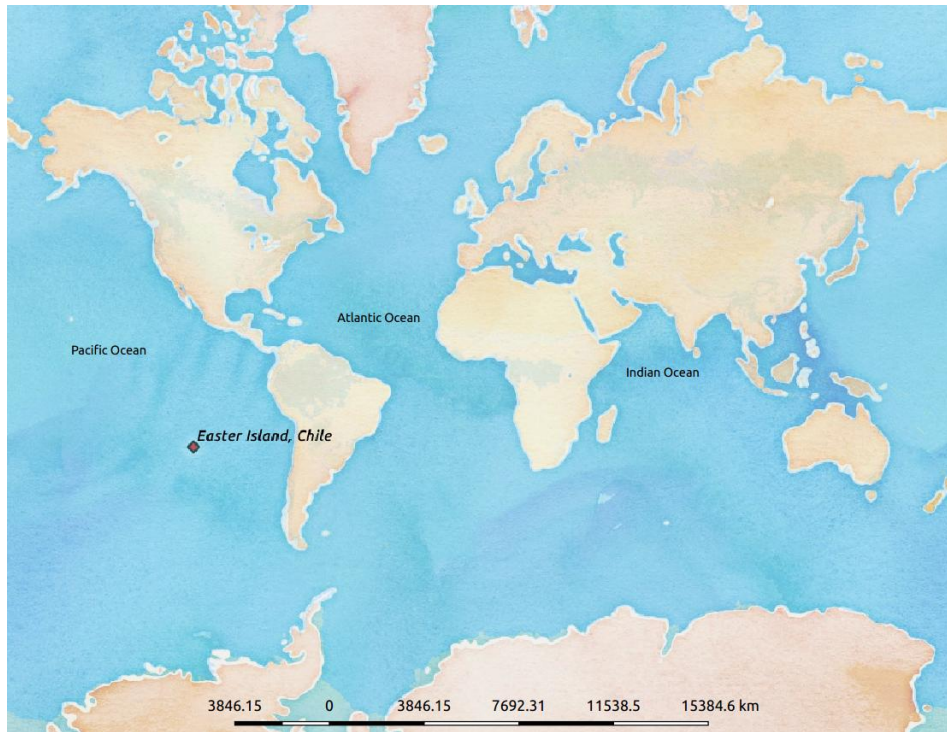 Atlantic Ocean
Pacific Ocean
Indian Ocean
Easter Island, Chile
3846.15 0 3846.15 7692.31 11538.5 15384.6 km